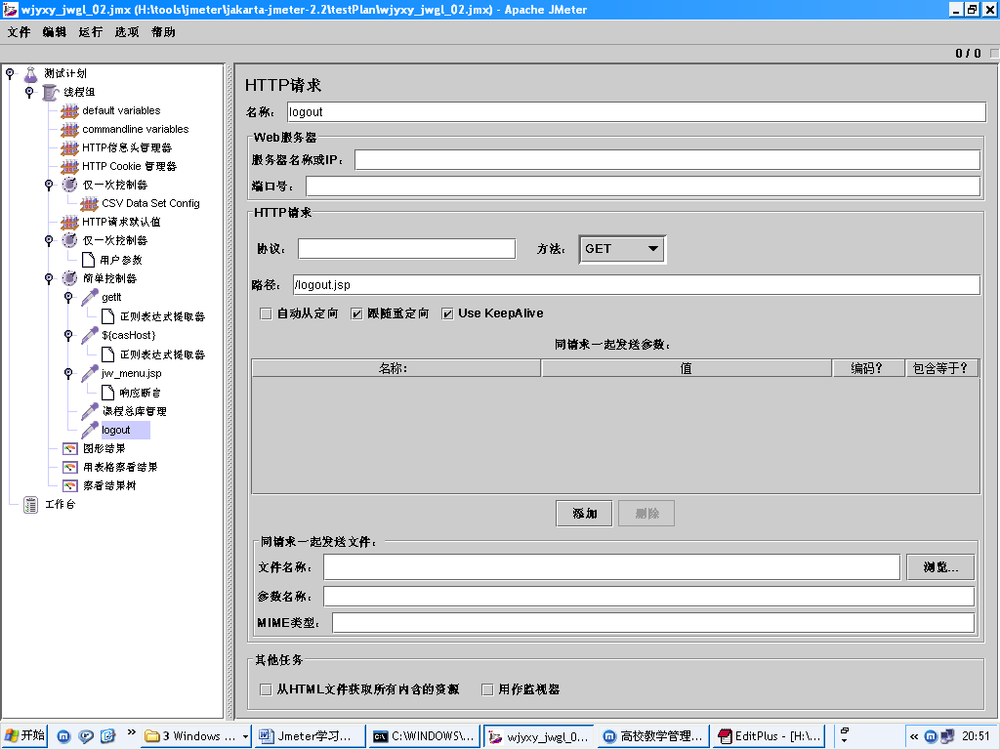 wjyxy_jwgl_02.jmx (H:\tools\jmeter\jakarta-jmeter-2.2\testPlan\wjyxy_jwgl_02.jmx) - Apache JMeter
文件 编辑 运行 选项 帮助
0 / 0
测试计划
线程组
default variables
commandline variables
HTTP信息头管理器
HTTP Cookie 管理器
仅一次控制器
CSV Data Set Config
HTTP请求默认值
仅一次控制器
用户参数
简单控制器
getIt
正则表达式提取器
${casHost}
正则表达式提取器
jw_menu.jsp
响应断言
课程总库管理
logout
图形结果
用表格察看结果
察看结果树
工作台
HTTP请求
名称: logout
Web服务器
服务器名称或IP:
端口号:
HTTP请求
协议: 方法: GET
路径: /logout.jsp
自动从定向 跟随重定向 Use KeepAlive
同请求一起发送参数:
名称: 值 编码? 包含等于?
添加 删除
同请求一起发送文件:
文件名称: 浏览...
参数名称:
MIME类型:
其他任务
从HTML文件获取所有内含的资源 用作监视器
开始 » 3 Windows ... Jmeter学习... C:\WINDOWS\... wjyxy_jwgl_0... 高校教学管理... EditPlus - [H:\... « 20:51